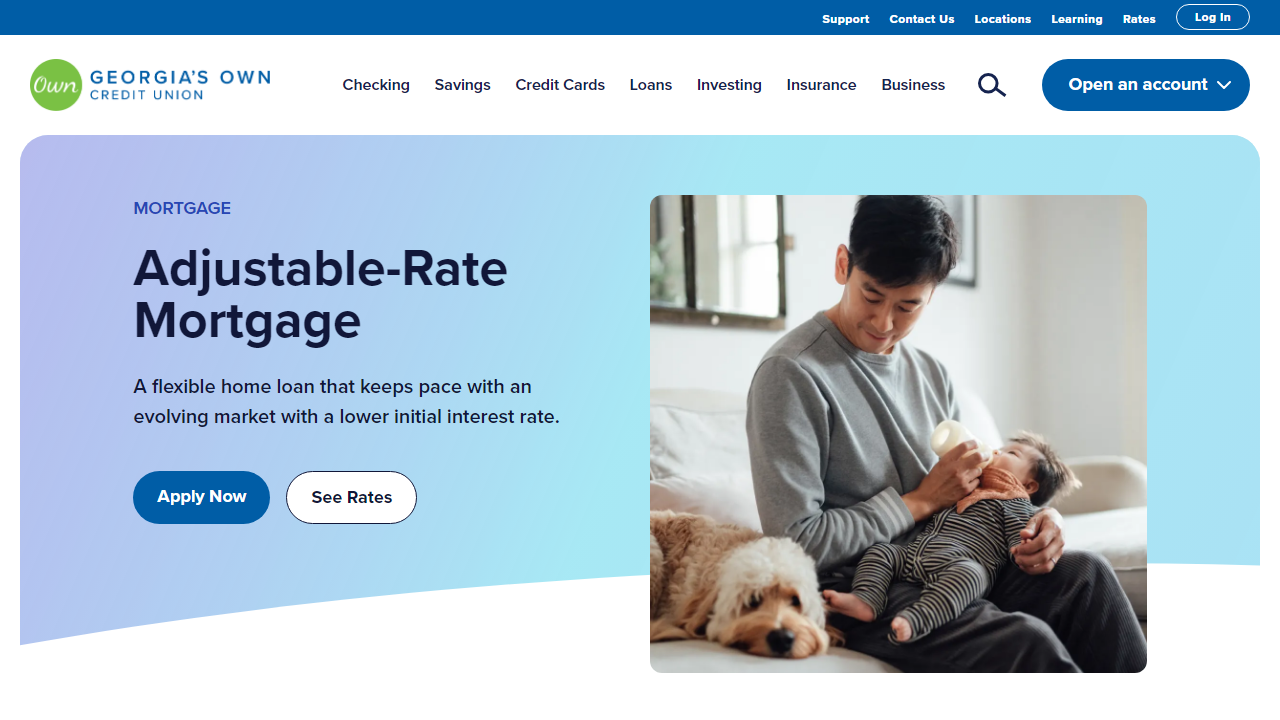 Support Contact Us Locations Learning Rates Log In
Own GEORGIA'S OWN
CREDIT UNION
Checking Savings Credit Cards Loans Investing Insurance Business Open an account
MORTGAGE
Adjustable-Rate
Mortgage
A flexible home loan that keeps pace with an
evolving market with a lower initial interest rate.
Apply Now See Rates